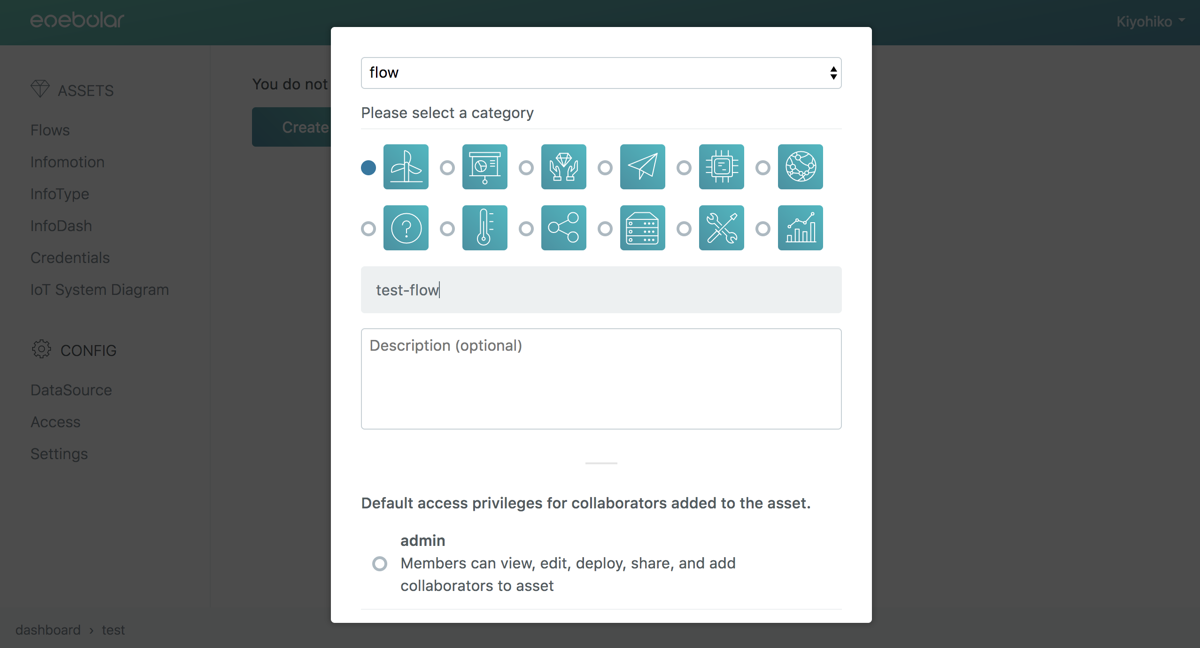 enebular
Kiyohiko
ASSETS
Flows
Infomotion
InfoType
InfoDash
Credentials
IoT System Diagram
CONFIG
DataSource
Access
Settings
dashboard › test
You do not
Create
flow
Please select a category
?
test-flow
Description (optional)
Default access privileges for collaborators added to the asset.
admin
Members can view, edit, deploy, share, and add
collaborators to asset